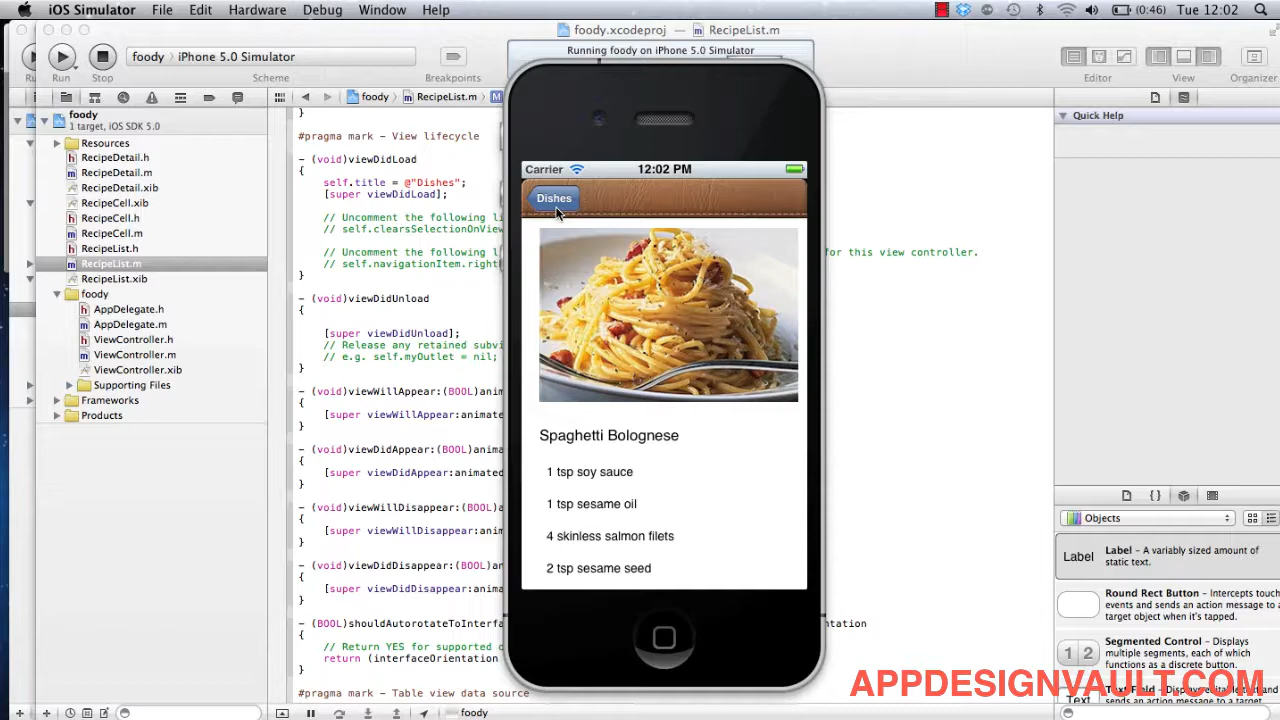 iOS Simulator File Edit Hardware Debug Window Help (0:46) Tue 12:02
foody.xcodeproj RecipeList.m
Running foody on iPhone 5.0 Simulator
foody iPhone 5.0 Simulator
Run Stop Scheme Breakpoints Editor View Organizer
foody RecipeList.m
foody
1 target, iOS SDK 5.0
Resources
RecipeDetail.h
RecipeDetail.m
RecipeDetail.xib
RecipeCell.xib
RecipeCell.h
RecipeCell.m
RecipeList.h
RecipeList.m
RecipeList.xib
foody
AppDelegate.h
AppDelegate.m
ViewController.h
ViewController.m
ViewController.xib
Supporting Files
Frameworks
Products
}
#pragma mark - View lifecycle
- (void)viewDidLoad
{
self.title = @"Dishes";
[super viewDidLoad];
// Uncomment the following li
// self.clearsSelectionOnView
// Uncomment the following li for this view controller.
// self.navigationItem.right
}
- (void)viewDidUnload
{
[super viewDidUnload];
// Release any retained subvi
// e.g. self.myOutlet = nil;
}
- (void)viewWillAppear:(BOOL)anim
{
[super viewWillAppear:animate
}
- (void)viewDidAppear:(BOOL)anima
{
[super viewDidAppear:animated
}
- (void)viewWillDisappear:(BOOL)a
{
[super viewWillDisappear:anim
}
- (void)viewDidDisappear:(BOOL)an
{
[super viewDidDisappear:anima
}
- (BOOL)shouldAutorotateToInterfa entation
{
// Return YES for supported o
return (interfaceOrientation
}
#pragma mark - Table view data source
foody
Carrier 12:02 PM
Dishes
Spaghetti Bolognese
1 tsp soy sauce
1 tsp sesame oil
4 skinless salmon filets
2 tsp sesame seed
Quick Help
Objects
Label
Label - A variably sized amount of
static text.
Round Rect Button - Intercepts touch
events and sends an action message to a
target object when it's tapped.
1 2
Segmented Control - Displays
multiple segments, each of which
functions as a discrete button.
Text
APPDESIGNVAULT.COM